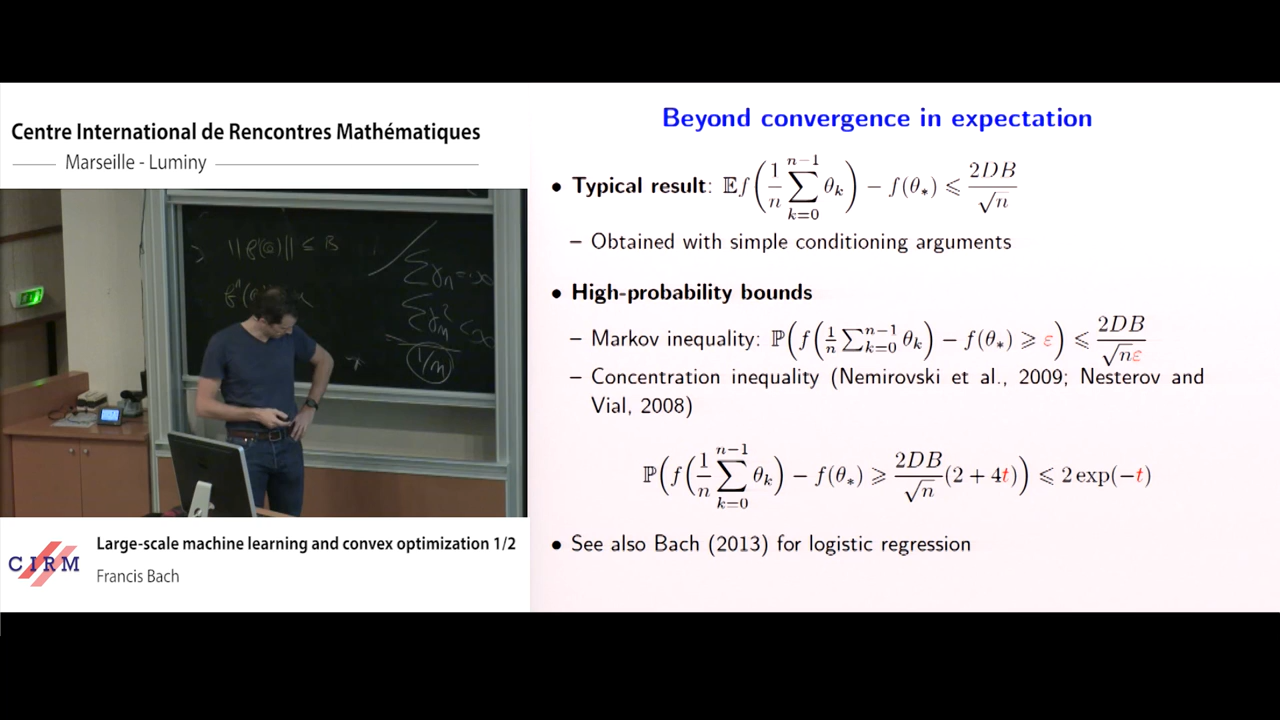 Centre International de Rencontres Mathématiques
Marseille - Luminy
||f'(θ)|| ≤ B
Σγn = ∞
Σγn² < ∞
1/n
CIRM
Large-scale machine learning and convex optimization 1/2
Francis Bach
Beyond convergence in expectation
• Typical result: 𝔼f(1/n ∑_{k=0}^{n−1} θ_k) − f(θ_*) ⩽ 2DB/√n
– Obtained with simple conditioning arguments
• High-probability bounds
– Markov inequality: ℙ(f(1/n ∑_{k=0}^{n−1} θ_k) − f(θ_*) ⩾ ε) ⩽ 2DB/(√nε)
– Concentration inequality (Nemirovski et al., 2009; Nesterov and
Vial, 2008)
ℙ(f(1/n ∑_{k=0}^{n−1} θ_k) − f(θ_*) ⩾ 2DB/√n (2 + 4t)) ⩽ 2 exp(−t)
• See also Bach (2013) for logistic regression